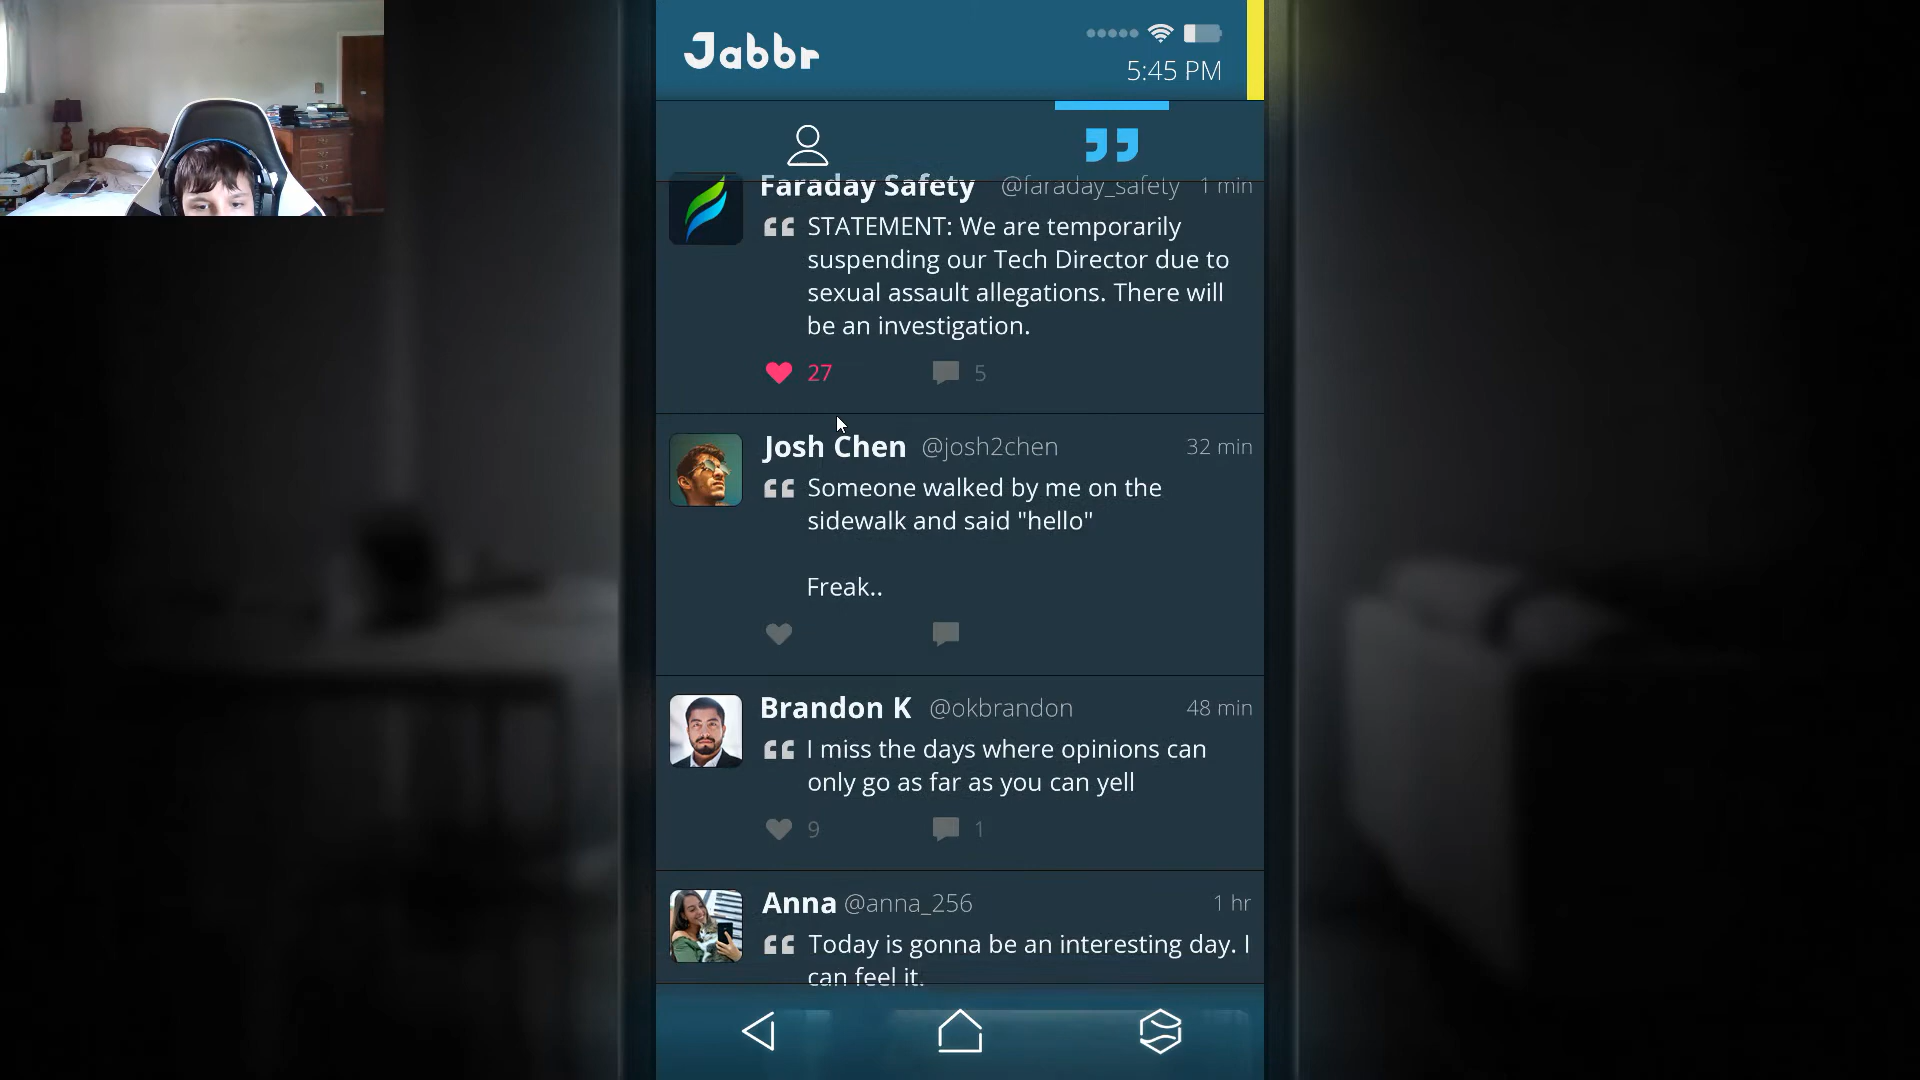 Jabbr
5:45 PM
Faraday Safety @faraday_safety 1 min
STATEMENT: We are temporarily
suspending our Tech Director due to
sexual assault allegations. There will
be an investigation.
27 5
Josh Chen @josh2chen 32 min
Someone walked by me on the
sidewalk and said "hello"
Freak..
Brandon K @okbrandon 48 min
I miss the days where opinions can
only go as far as you can yell
9 1
Anna @anna_256 1 hr
Today is gonna be an interesting day. I
can feel it.